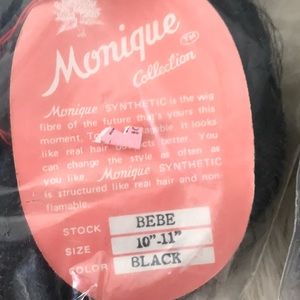 Monique
Collection TM
Monique SYNTHETIC is the wig
fibre of the future that's yours this
moment. It looks
like real hair better. You
can change the style as often as
you like. Monique SYNTHETIC
is structured like real hair and non-
flamable.
STOCK BEBE
SIZE 10"-11"
COLOR BLACK